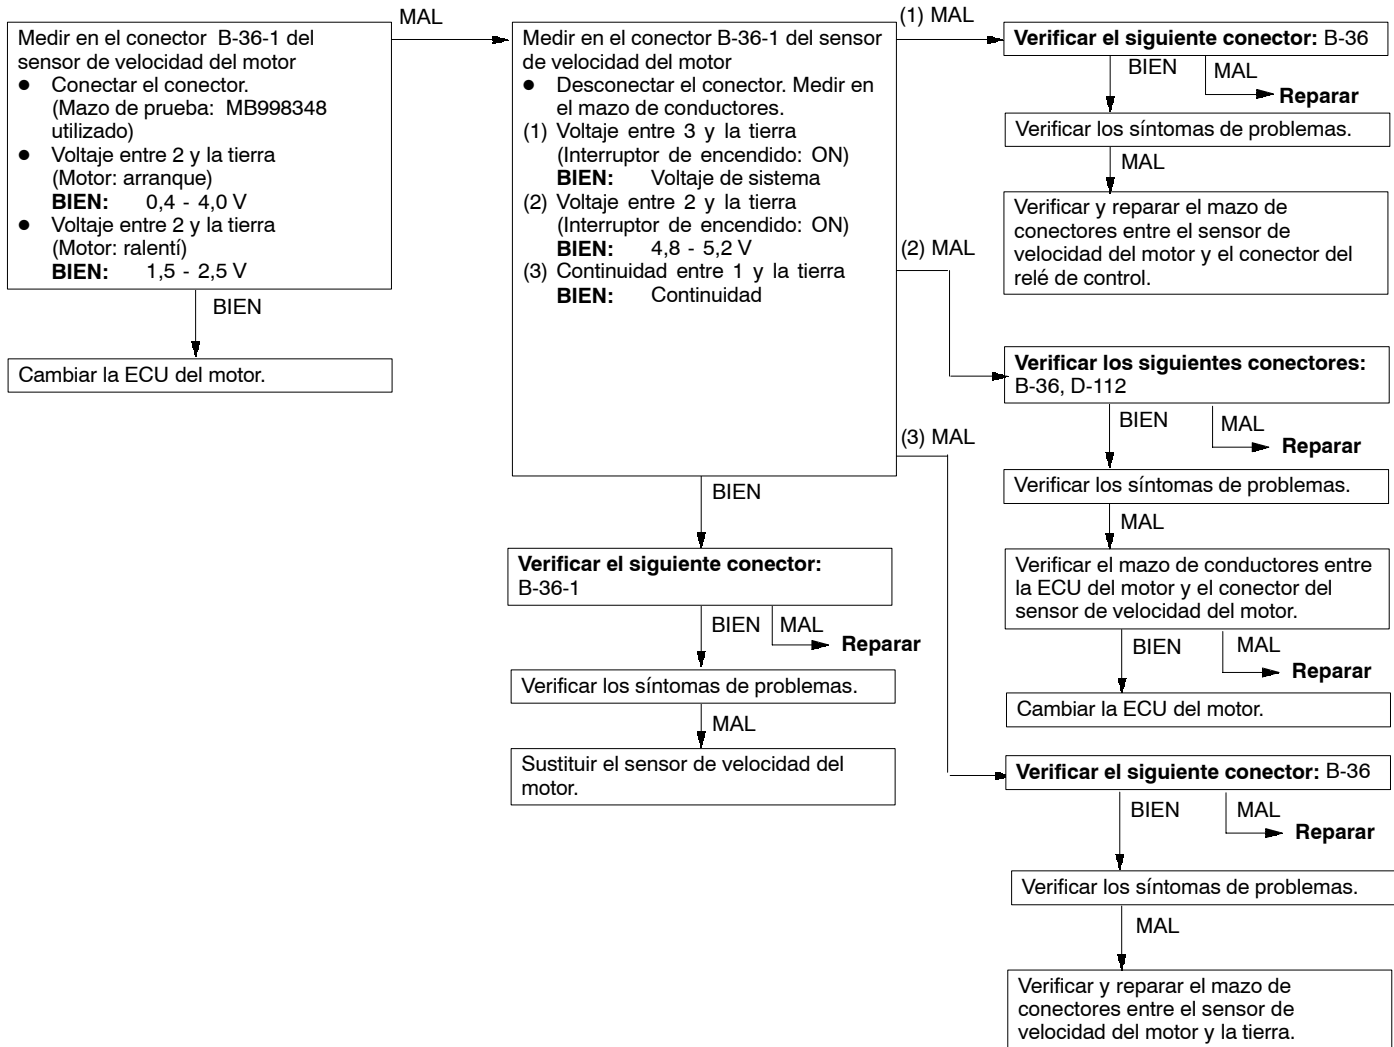 MAL
Medir en el conector B-36-1 del
sensor de velocidad del motor
● Conectar el conector.
(Mazo de prueba: MB998348
utilizado)
● Voltaje entre 2 y la tierra
(Motor: arranque)
BIEN: 0,4 - 4,0 V
● Voltaje entre 2 y la tierra
(Motor: ralentí)
BIEN: 1,5 - 2,5 V
BIEN
Cambiar la ECU del motor.
Medir en el conector B-36-1 del sensor
de velocidad del motor
● Desconectar el conector. Medir en
el mazo de conductores.
(1) Voltaje entre 3 y la tierra
(Interruptor de encendido: ON)
BIEN: Voltaje de sistema
(2) Voltaje entre 2 y la tierra
(Interruptor de encendido: ON)
BIEN: 4,8 - 5,2 V
(3) Continuidad entre 1 y la tierra
BIEN: Continuidad
BIEN
Verificar el siguiente conector:
B-36-1
BIEN
MAL
Reparar
Verificar los síntomas de problemas.
MAL
Sustituir el sensor de velocidad del
motor.
(1) MAL
Verificar el siguiente conector: B-36
BIEN
MAL
Reparar
Verificar los síntomas de problemas.
MAL
Verificar y reparar el mazo de
conectores entre el sensor de
velocidad del motor y el conector del
relé de control.
(2) MAL
Verificar los siguientes conectores:
B-36, D-112
BIEN
MAL
Reparar
Verificar los síntomas de problemas.
MAL
Verificar el mazo de conductores entre
la ECU del motor y el conector del
sensor de velocidad del motor.
BIEN
MAL
Reparar
Cambiar la ECU del motor.
(3) MAL
Verificar el siguiente conector: B-36
BIEN
MAL
Reparar
Verificar los síntomas de problemas.
MAL
Verificar y reparar el mazo de
conectores entre el sensor de
velocidad del motor y la tierra.